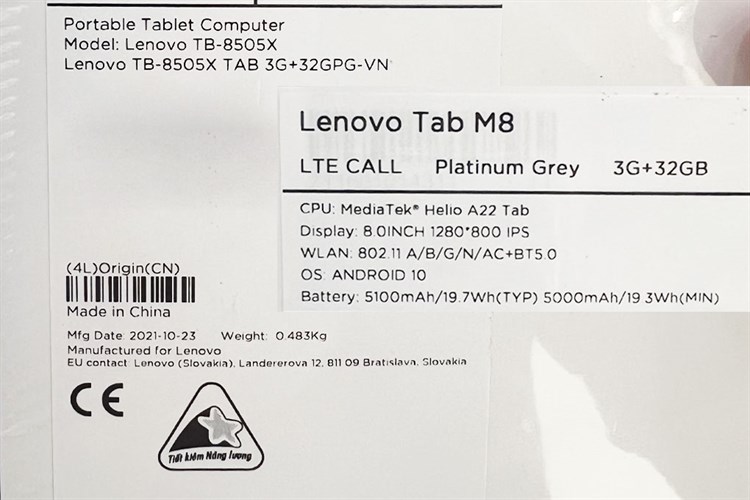 Portable Tablet Computer
Model: Lenovo TB-8505X
Lenovo TB-8505X TAB 3G+32GPG-VN
Lenovo Tab M8
LTE CALL Platinum Grey 3G+32GB
CPU: MediaTek® Helio A22 Tab
Display: 8.0INCH 1280*800 IPS
WLAN: 802.11 A/B/G/N/AC+BT5.0
OS: ANDROID 10
Battery: 5100mAh/19.7Wh(TYP) 5000mAh/19.3Wh(MIN)
(4L)Origin(CN)
Made in China
Mfg Date: 2021-10-23 Weight: 0.483Kg
Manufactured for Lenovo
EU contact: Lenovo (Slovakia), Landererova 12, 811 09 Bratislava, Slovakia
CE
Tiết kiệm Năng lượng